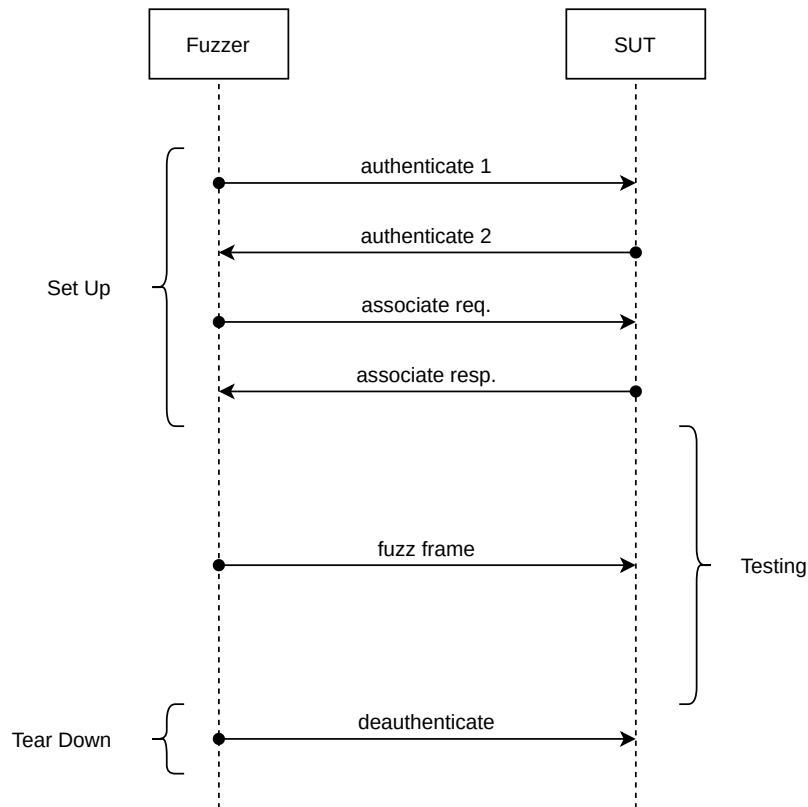 Fuzzer
SUT
authenticate 1
authenticate 2
Set Up
associate req.
associate resp.
fuzz frame
Testing
deauthenticate
Tear Down